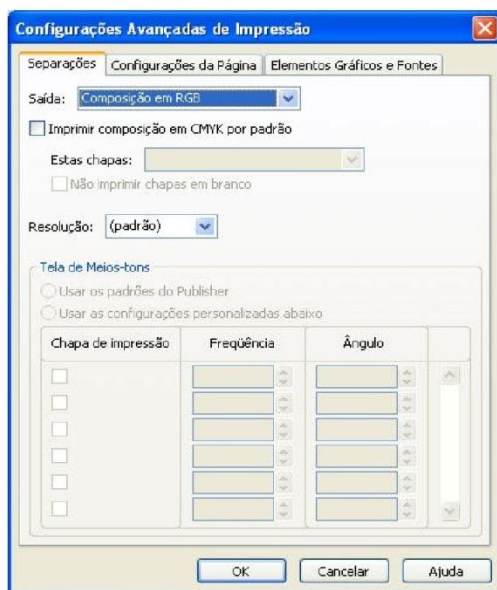 Configurações Avançadas de Impressão
Separações Configurações da Página Elementos Gráficos e Fontes
Saída: Composição em RGB
Imprimir composição em CMYK por padrão
Estas chapas:
Não imprimir chapas em branco
Resolução: (padrão)
Tela de Meios-tons
Usar os padrões do Publisher
Usar as configurações personalizadas abaixo
Chapa de impressão Freqüência Ângulo
OK Cancelar Ajuda